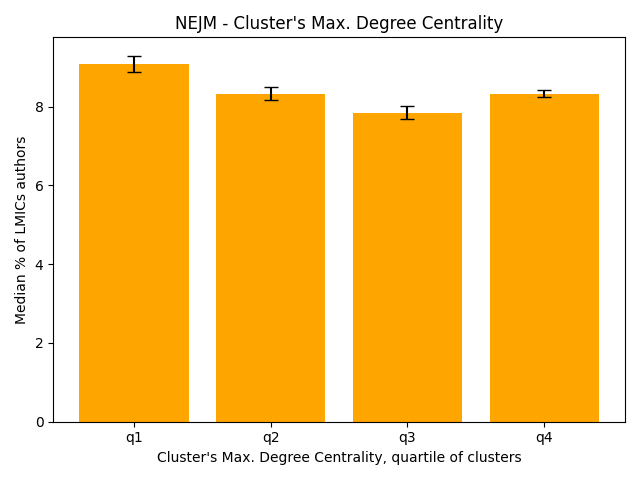 NEJM - Cluster's Max. Degree Centrality
Median % of LMICs authors
8
6
4
2
0
q1 q2 q3 q4
Cluster's Max. Degree Centrality, quartile of clusters